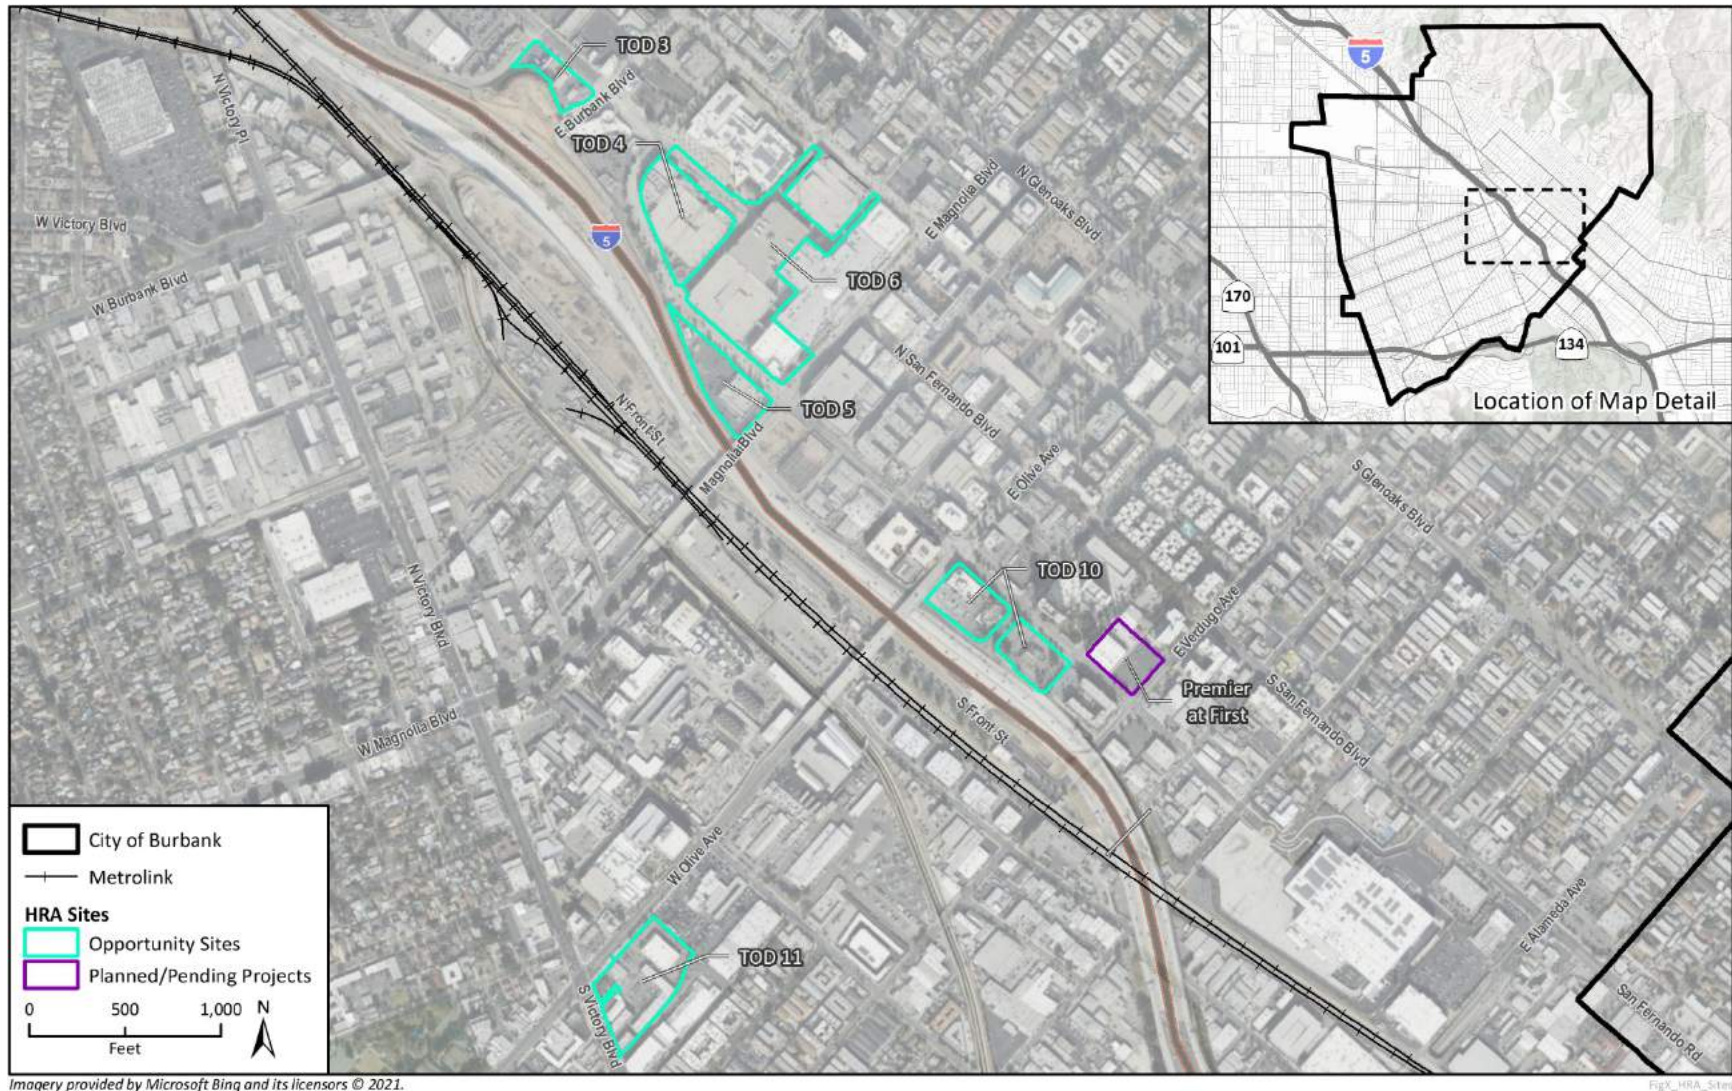 TOD 3
E Burbank Blvd
N Victory Pl
TOD 4
5
170
101
134
Location of Map Detail
N Glenoaks Blvd
E Magnolia Blvd
W Victory Blvd
5
TOD 6
W Burbank Blvd
N San Fernando Blvd
TOD 5
N Front St
Magnolia Blvd
E Olive Ave
S Glenoaks Blvd
TOD 10
N Victory Blvd
E Verdugo Ave
Premier
at First
S San Fernando Blvd
S Front St
W Magnolia Blvd
W Olive Ave
E Alameda Ave
TOD 11
S Victory Blvd
San Fernando Rd
City of Burbank
Metrolink
HRA Sites
Opportunity Sites
Planned/Pending Projects
0 500 1,000 N
Feet
Imagery provided by Microsoft Bing and its licensors © 2021.
FigX_HRA_Sites